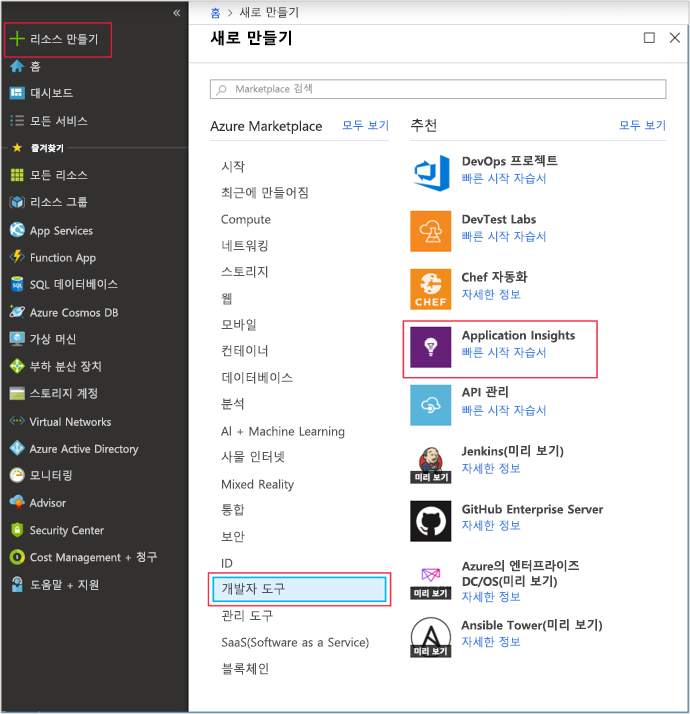 «
리소스 만들기
홈
대시보드
모든 서비스
즐겨찾기
모든 리소스
리소스 그룹
App Services
Function App
SQL 데이터베이스
Azure Cosmos DB
가상 머신
부하 분산 장치
스토리지 계정
Virtual Networks
Azure Active Directory
모니터링
Advisor
Security Center
Cost Management + 청구
도움말 + 지원
홈 > 새로 만들기
새로 만들기
Marketplace 검색
Azure Marketplace 모두 보기
시작
최근에 만들어짐
Compute
네트워킹
스토리지
웹
모바일
컨테이너
데이터베이스
분석
AI + Machine Learning
사물 인터넷
Mixed Reality
통합
보안
ID
개발자 도구
관리 도구
SaaS(Software as a Service)
블록체인
추천 모두 보기
DevOps 프로젝트
빠른 시작 자습서
DevTest Labs
빠른 시작 자습서
CHEF
Chef 자동화
자세한 정보
Application Insights
빠른 시작 자습서
API 관리
빠른 시작 자습서
미리 보기
Jenkins(미리 보기)
자세한 정보
GitHub Enterprise Server
자세한 정보
미리 보기
Azure의 엔터프라이즈
DC/OS(미리 보기)
자세한 정보
미리 보기
Ansible Tower(미리 보기)
자세한 정보